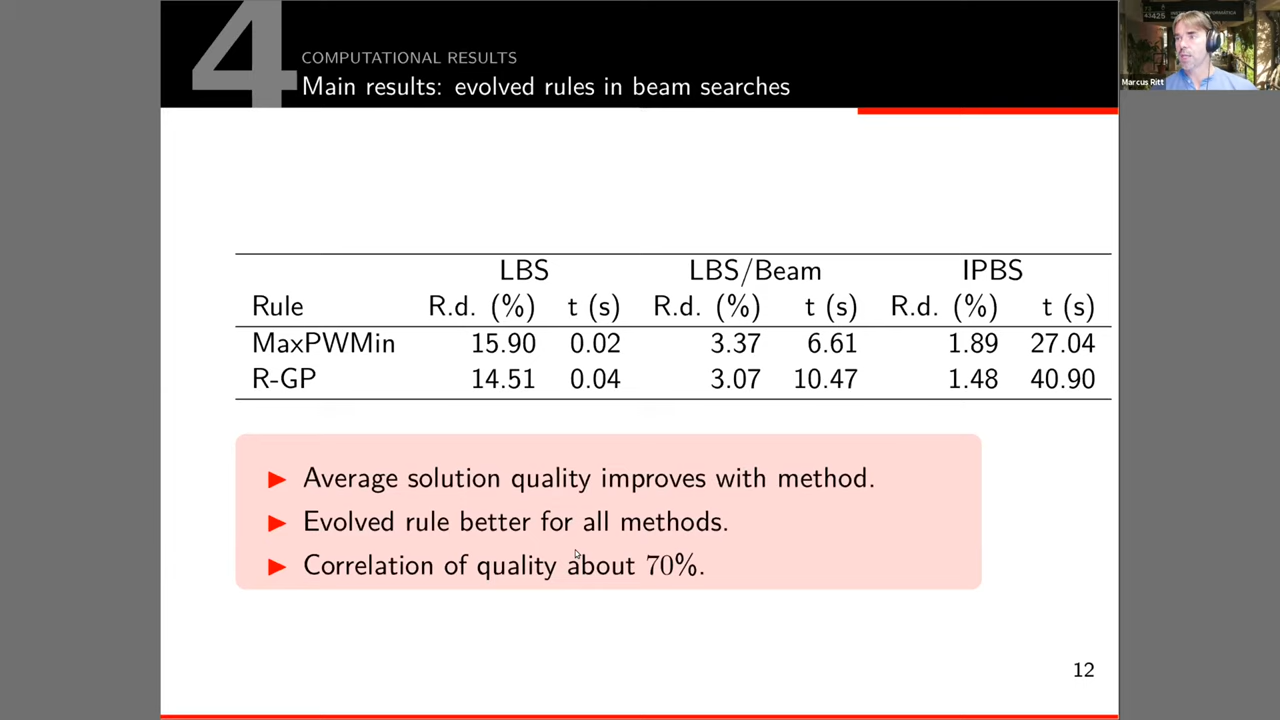 4
COMPUTATIONAL RESULTS
Main results: evolved rules in beam searches
Marcus Ritt
LBS LBS/Beam IPBS
Rule R.d. (%) t (s) R.d. (%) t (s) R.d. (%) t (s)
MaxPWMin 15.90 0.02 3.37 6.61 1.89 27.04
R-GP 14.51 0.04 3.07 10.47 1.48 40.90
▶ Average solution quality improves with method.
▶ Evolved rule better for all methods.
▶ Correlation of quality about 70%.
12